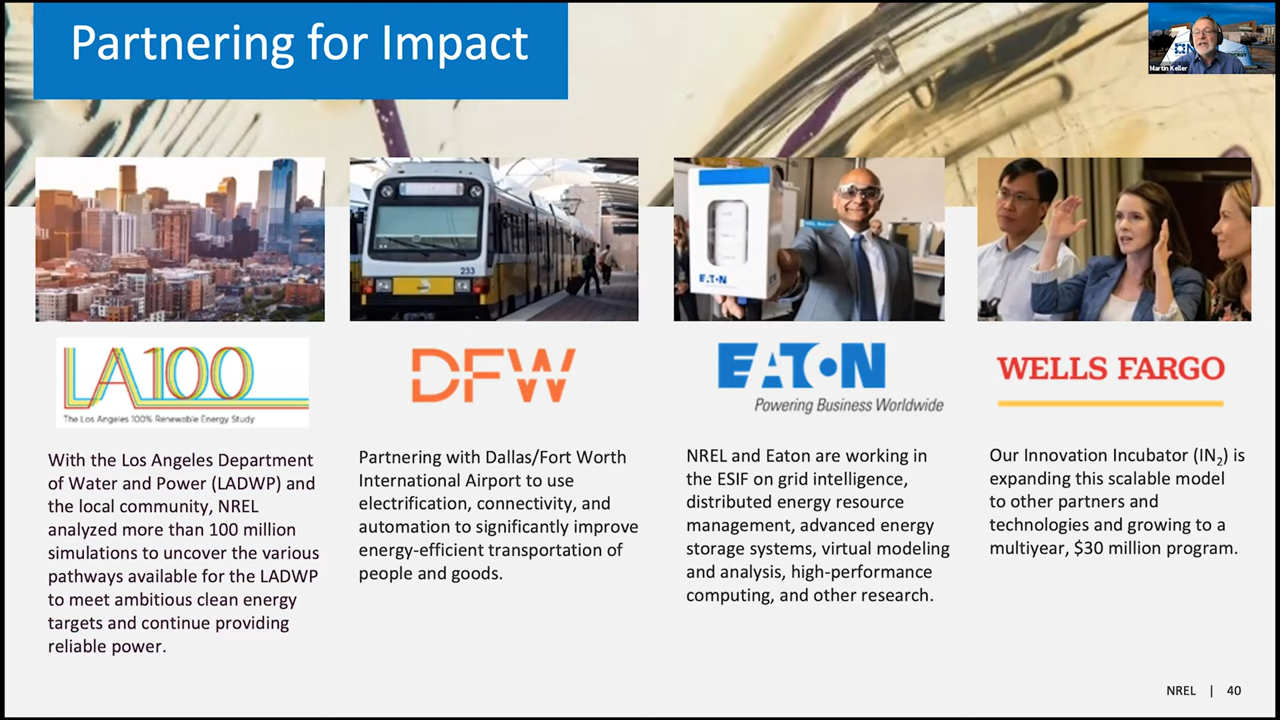 Partnering for Impact
Martin Keller
233
EATON
LA100
The Los Angeles 100% Renewable Energy Study
DFW
EATON
Powering Business Worldwide
WELLS FARGO
With the Los Angeles Department
of Water and Power (LADWP) and
the local community, NREL
analyzed more than 100 million
simulations to uncover the various
pathways available for the LADWP
to meet ambitious clean energy
targets and continue providing
reliable power.
Partnering with Dallas/Fort Worth
International Airport to use
electrification, connectivity, and
automation to significantly improve
energy-efficient transportation of
people and goods.
NREL and Eaton are working in
the ESIF on grid intelligence,
distributed energy resource
management, advanced energy
storage systems, virtual modeling
and analysis, high-performance
computing, and other research.
Our Innovation Incubator (IN₂) is
expanding this scalable model
to other partners and
technologies and growing to a
multiyear, $30 million program.
NREL | 40